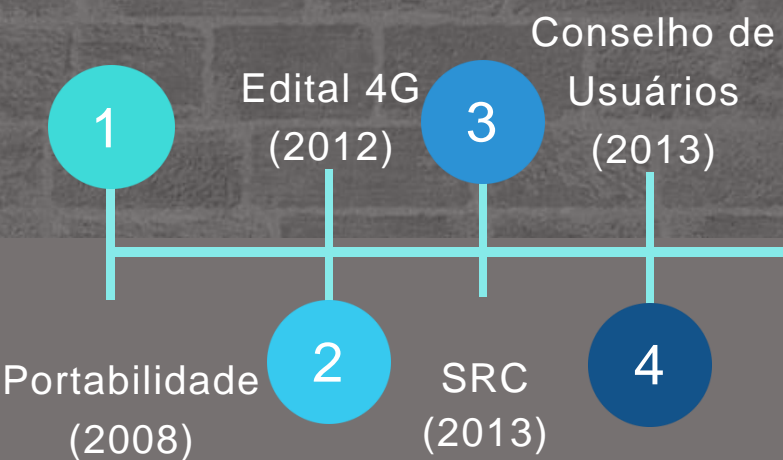 1
Portabilidade
(2008)
Edital 4G
(2012)
2
3
SRC
(2013)
Conselho de
Usuários
(2013)
4